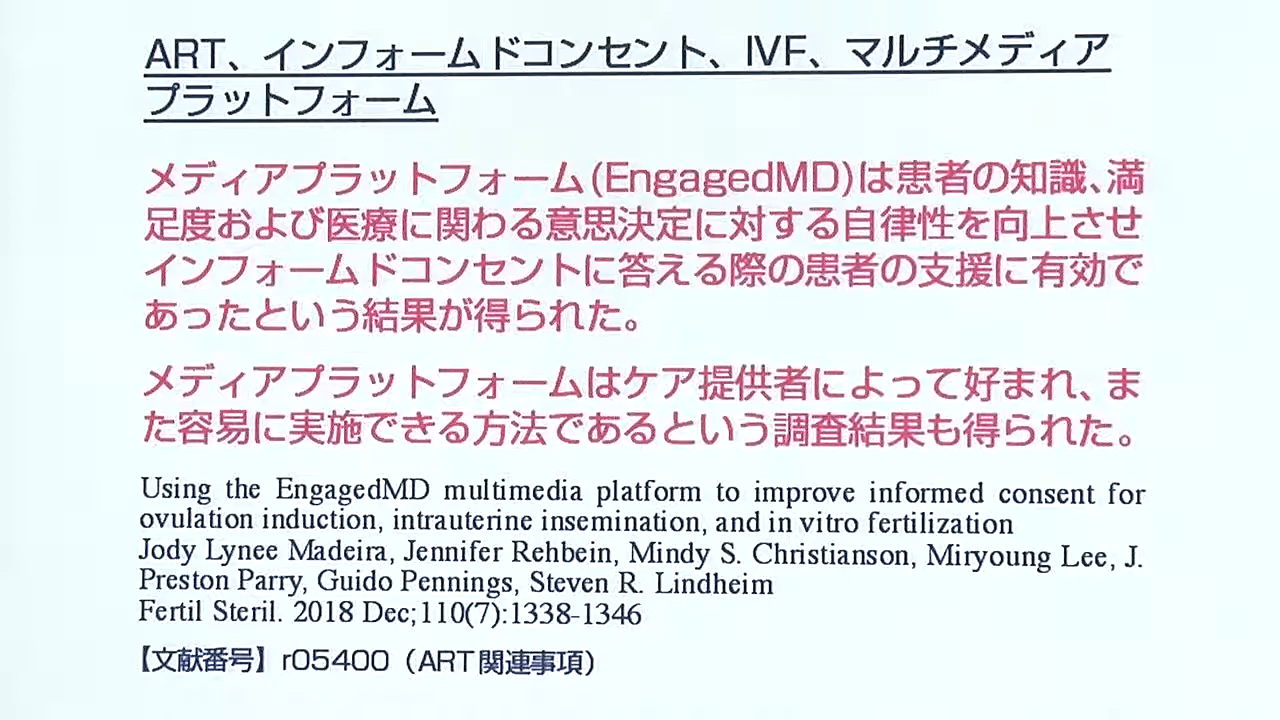 ART、インフォームドコンセント、IVF、マルチメディア
プラットフォーム
メディアプラットフォーム(EngagedMD)は患者の知識、満
足度および医療に関わる意思決定に対する自律性を向上させ
インフォームドコンセントに答える際の患者の支援に有効で
あったという結果が得られた。
メディアプラットフォームはケア提供者によって好まれ、ま
た容易に実施できる方法であるという調査結果も得られた。
Using the EngagedMD multimedia platform to improve informed consent for
ovulation induction, intrauterine insemination, and in vitro fertilization
Jody Lynee Madeira, Jennifer Rehbein, Mindy S. Christianson, Miryoung Lee, J.
Preston Parry, Guido Pennings, Steven R. Lindheim
Fertil Steril. 2018 Dec;110(7):1338-1346
【文献番号】r05400（ART関連事項）